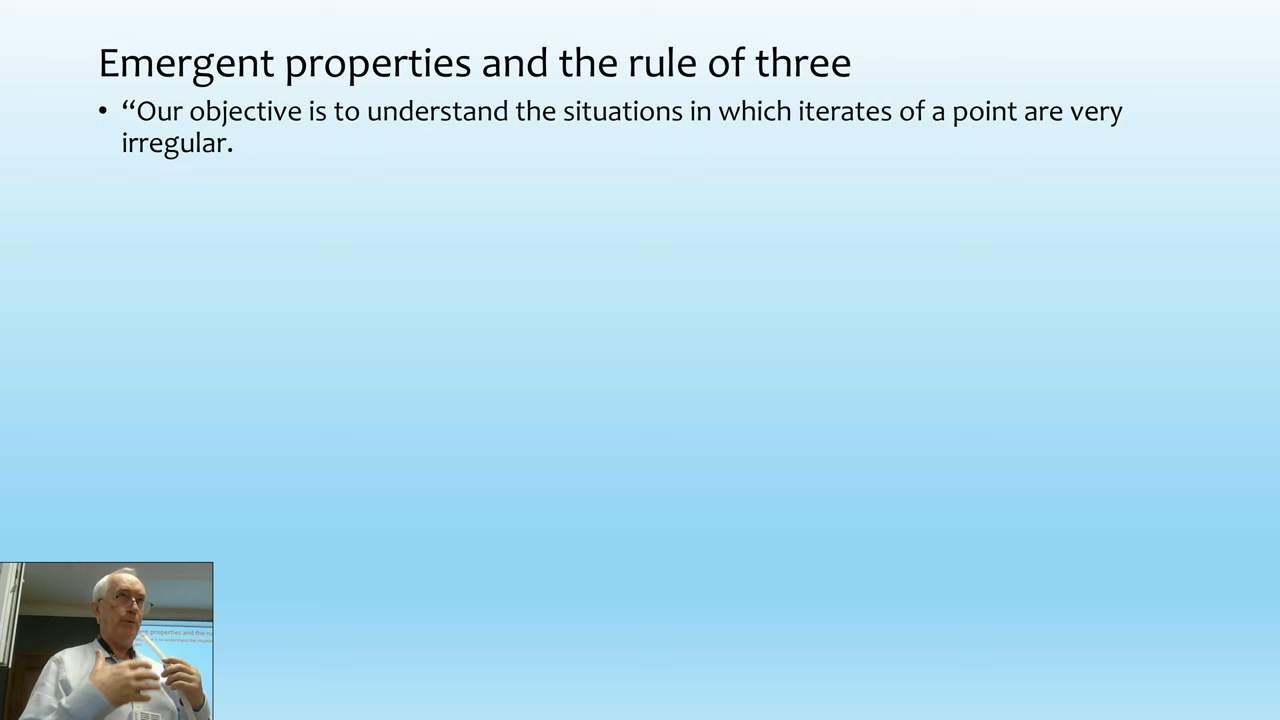 Emergent properties and the rule of three
• “Our objective is to understand the situations in which iterates of a point are very
irregular.